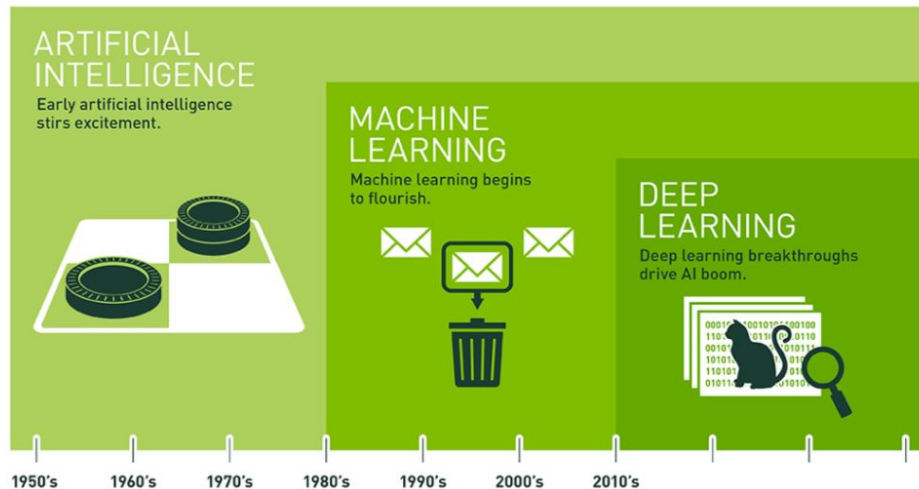 ARTIFICIAL
INTELLIGENCE
Early artificial intelligence
stirs excitement.
MACHINE
LEARNING
Machine learning begins
to flourish.
DEEP
LEARNING
Deep learning breakthroughs
drive AI boom.
1950's
1960's
1970's
1980's
1990's
2000's
2010's